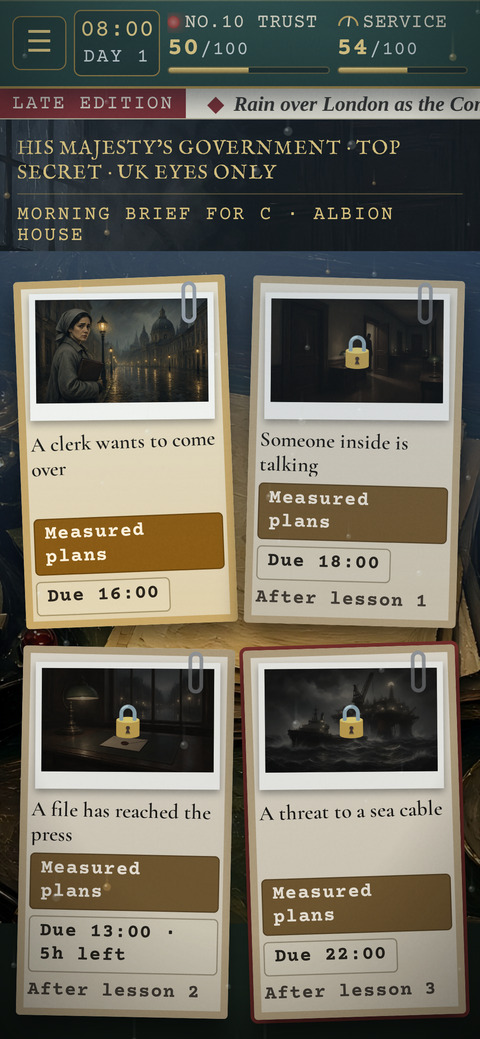 08:00
DAY 1
NO.10 TRUST
50/100
SERVICE
54/100
LATE EDITION
◆ Rain over London as the Cor
HIS MAJESTY'S GOVERNMENT · TOP
SECRET · UK EYES ONLY
MORNING BRIEF FOR C · ALBION
HOUSE
A clerk wants to come
over
Measured
plans
Due 16:00
Someone inside is
talking
Measured
plans
Due 18:00
After lesson 1
A file has reached the
press
Measured
plans
Due 13:00 ·
5h left
After lesson 2
A threat to a sea cable
Measured
plans
Due 22:00
After lesson 3